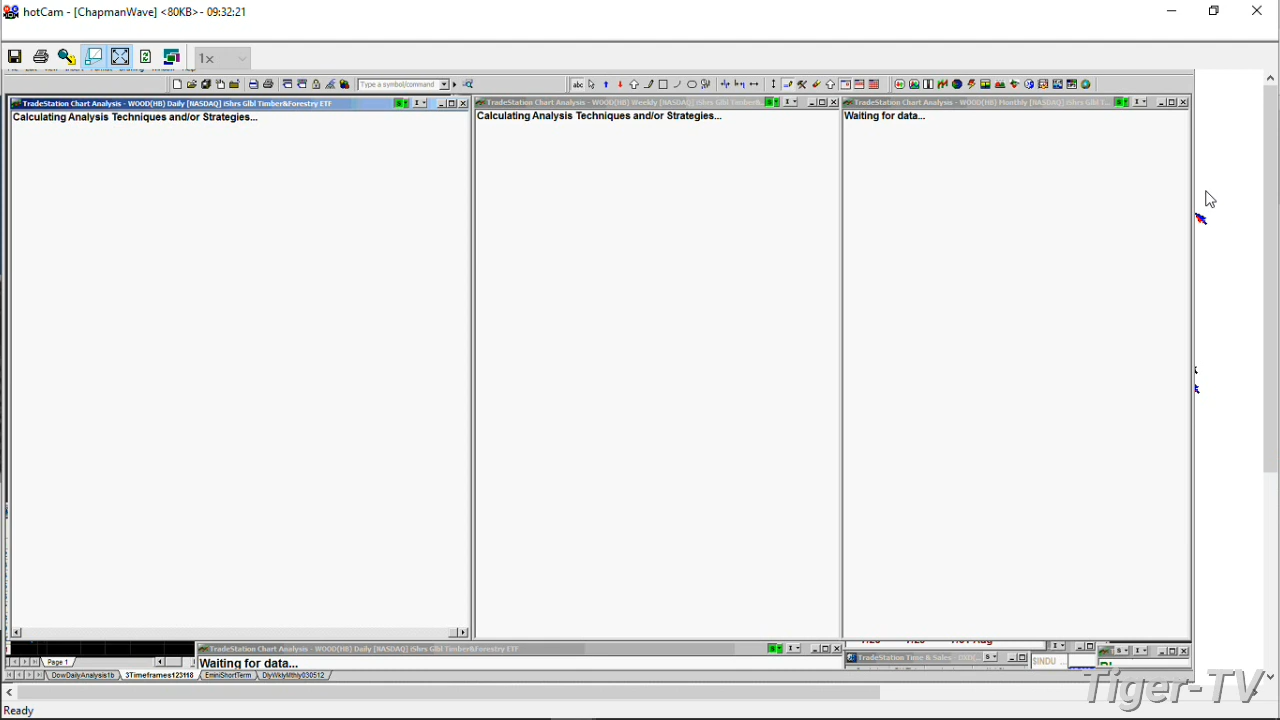 hotCam - [ChapmanWave] <80KB> - 09:32:21
1x
Type a symbol/command
abc
TradeStation Chart Analysis - WOOD(HB) Daily [NASDAQ] iShrs Glbl Timber&Forestry ETF
TradeStation Chart Analysis - WOOD(HB) Weekly [NASDAQ] iShrs Glbl Timber&
TradeStation Chart Analysis - WOOD(HB) Monthly [NASDAQ] iShrs Glbl T...
Calculating Analysis Techniques and/or Strategies...
Calculating Analysis Techniques and/or Strategies...
Waiting for data...
TradeStation Chart Analysis - WOOD(HB) Daily [NASDAQ] iShrs Glbl Timber&Forestry ETF
TradeStation Time & Sales -
$INDU
Page 1
Waiting for data...
DowDailyAnalysis1b
3Timeframes123118
EminiShortTerm
DlyWklyMthly030512
Tiger-TV
Ready